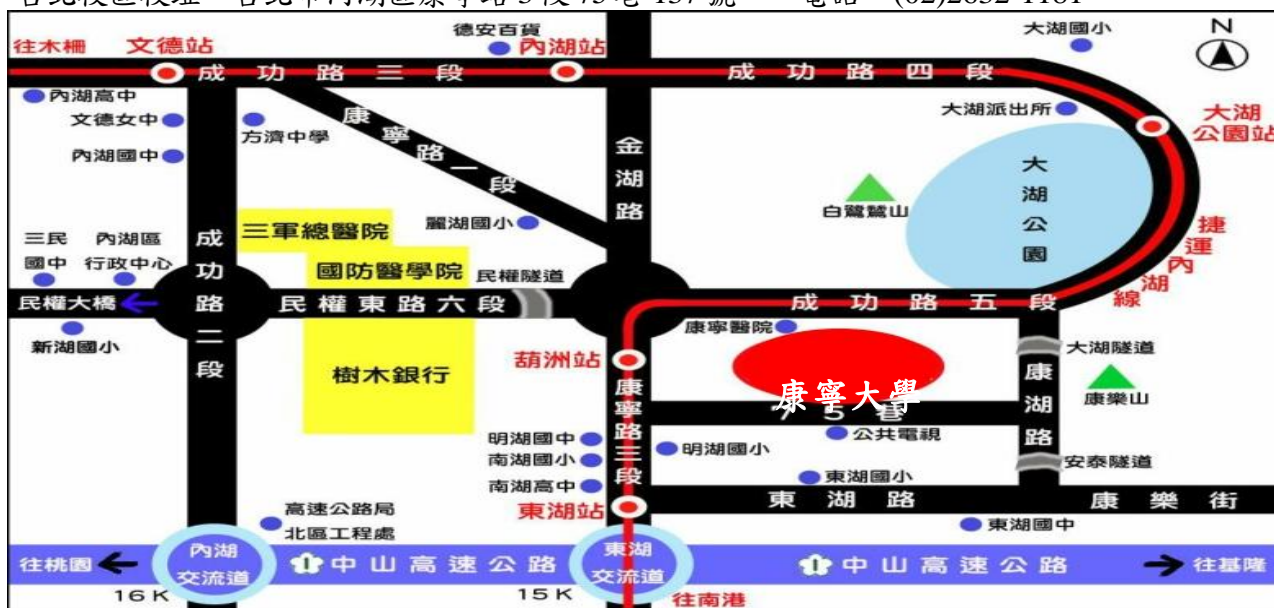 德安百貨
大湖國小
N
往木柵 文德站
內湖站
成功路三段
成功路四段
內湖高中
文德女中
方濟中學
內湖國中
康寧路一段
金湖路
大湖派出所
大湖公園站
大湖公園
白鷺鷥山
三軍總醫院
麗湖國小
國防醫學院
民權隧道
三民國中
內湖區行政中心
成功路二段
捷運內湖線
民權大橋
民權東路六段
成功路五段
新湖國小
康寧醫院
大湖隧道
葫洲站
樹木銀行
康寧大學
康湖路
康樂山
75巷
康寧路三段
明湖國中
公共電視
南湖國小
明湖國小
安泰隧道
南湖高中
東湖國小
東湖站
東湖路
康樂街
高速公路局
北區工程處
東湖國中
往桃園
內湖交流道
1 中山高速公路
東湖交流道
1 中山高速公路
往基隆
16K
15K
往南港